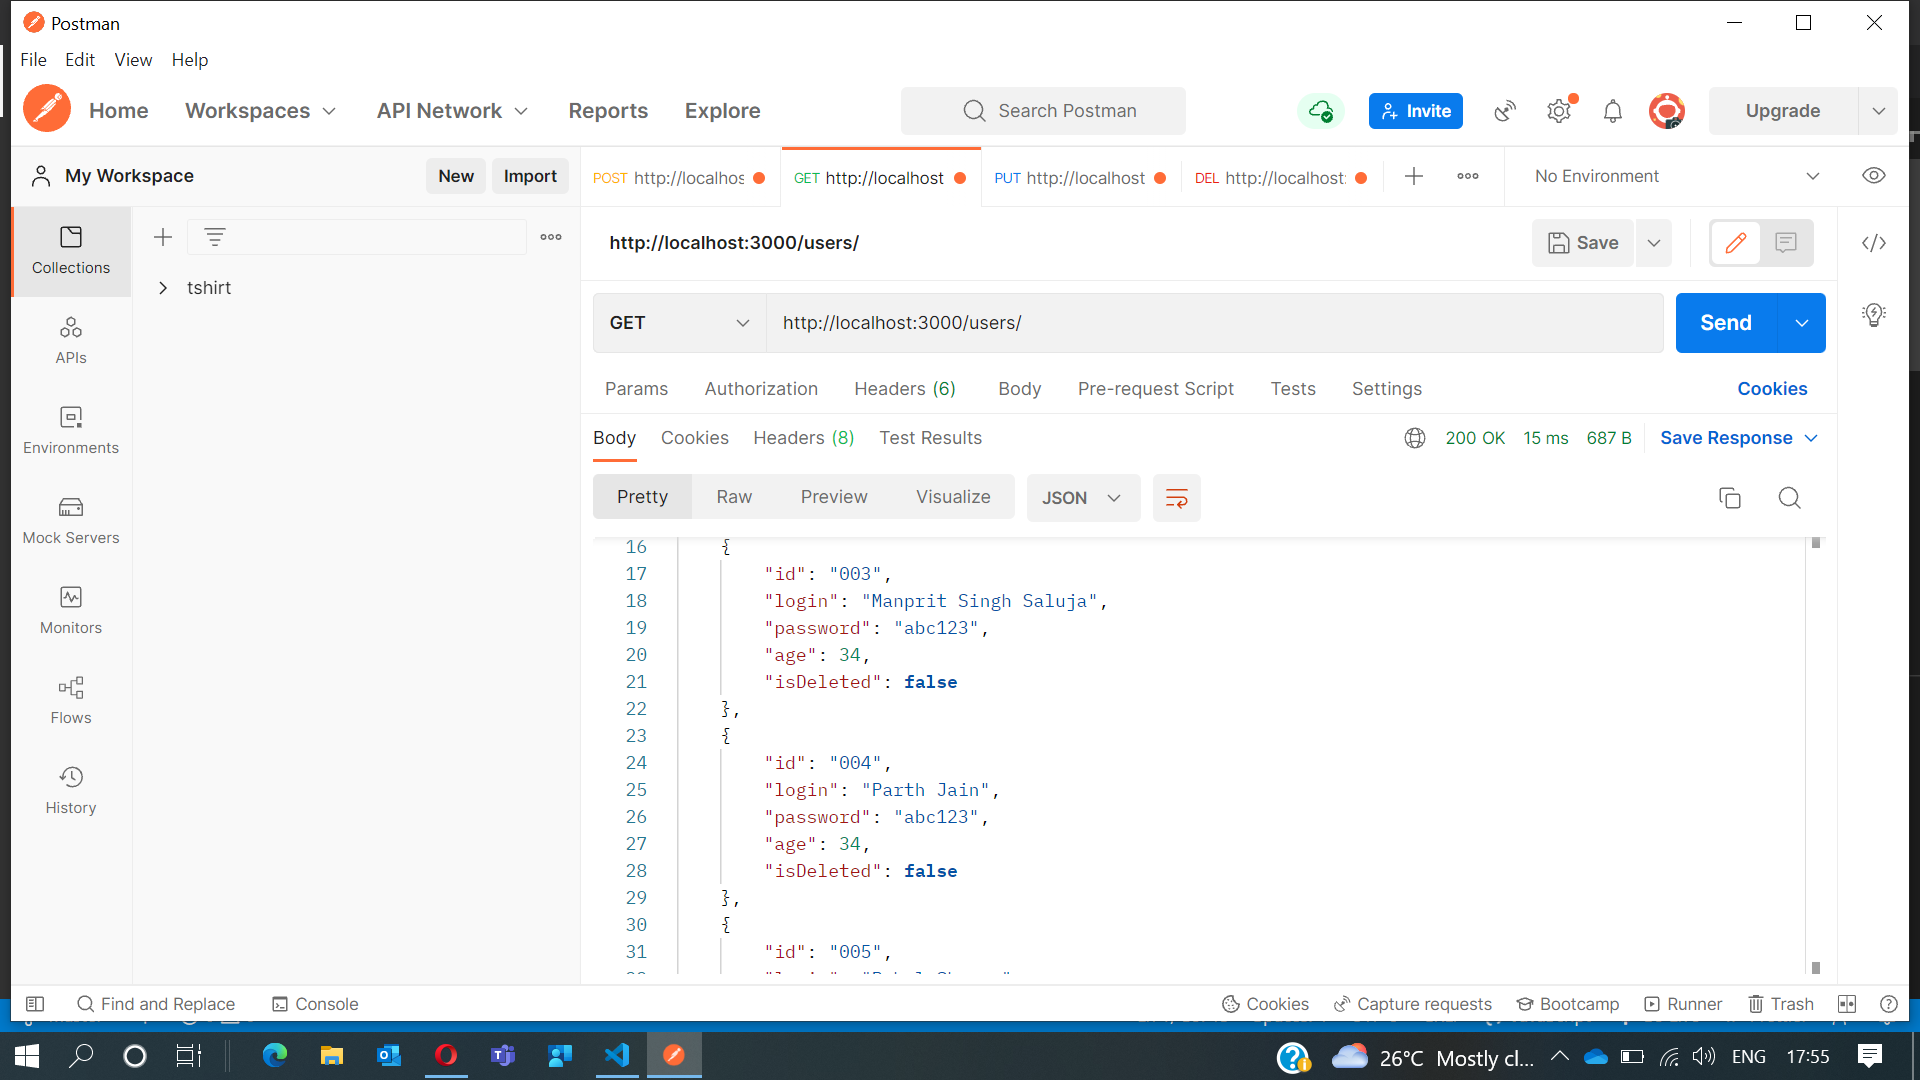 Postman
File Edit View Help
Home Workspaces API Network Reports Explore Search Postman Invite Upgrade
My Workspace New Import
POST http://localhos GET http://localhost PUT http://localhost DEL http://localhost: No Environment
Collections
APIs
Environments
Mock Servers
Monitors
Flows
History
tshirt
http://localhost:3000/users/ Save
GET http://localhost:3000/users/ Send
Params Authorization Headers (6) Body Pre-request Script Tests Settings Cookies
Body Cookies Headers (8) Test Results 200 OK 15 ms 687 B Save Response
Pretty Raw Preview Visualize JSON
16 {
17 "id": "003",
18 "login": "Manprit Singh Saluja",
19 "password": "abc123",
20 "age": 34,
21 "isDeleted": false
22 },
23 {
24 "id": "004",
25 "login": "Parth Jain",
26 "password": "abc123",
27 "age": 34,
28 "isDeleted": false
29 },
30 {
31 "id": "005",
Find and Replace Console Cookies Capture requests Bootcamp Runner Trash
26°C Mostly cl... ENG 17:55